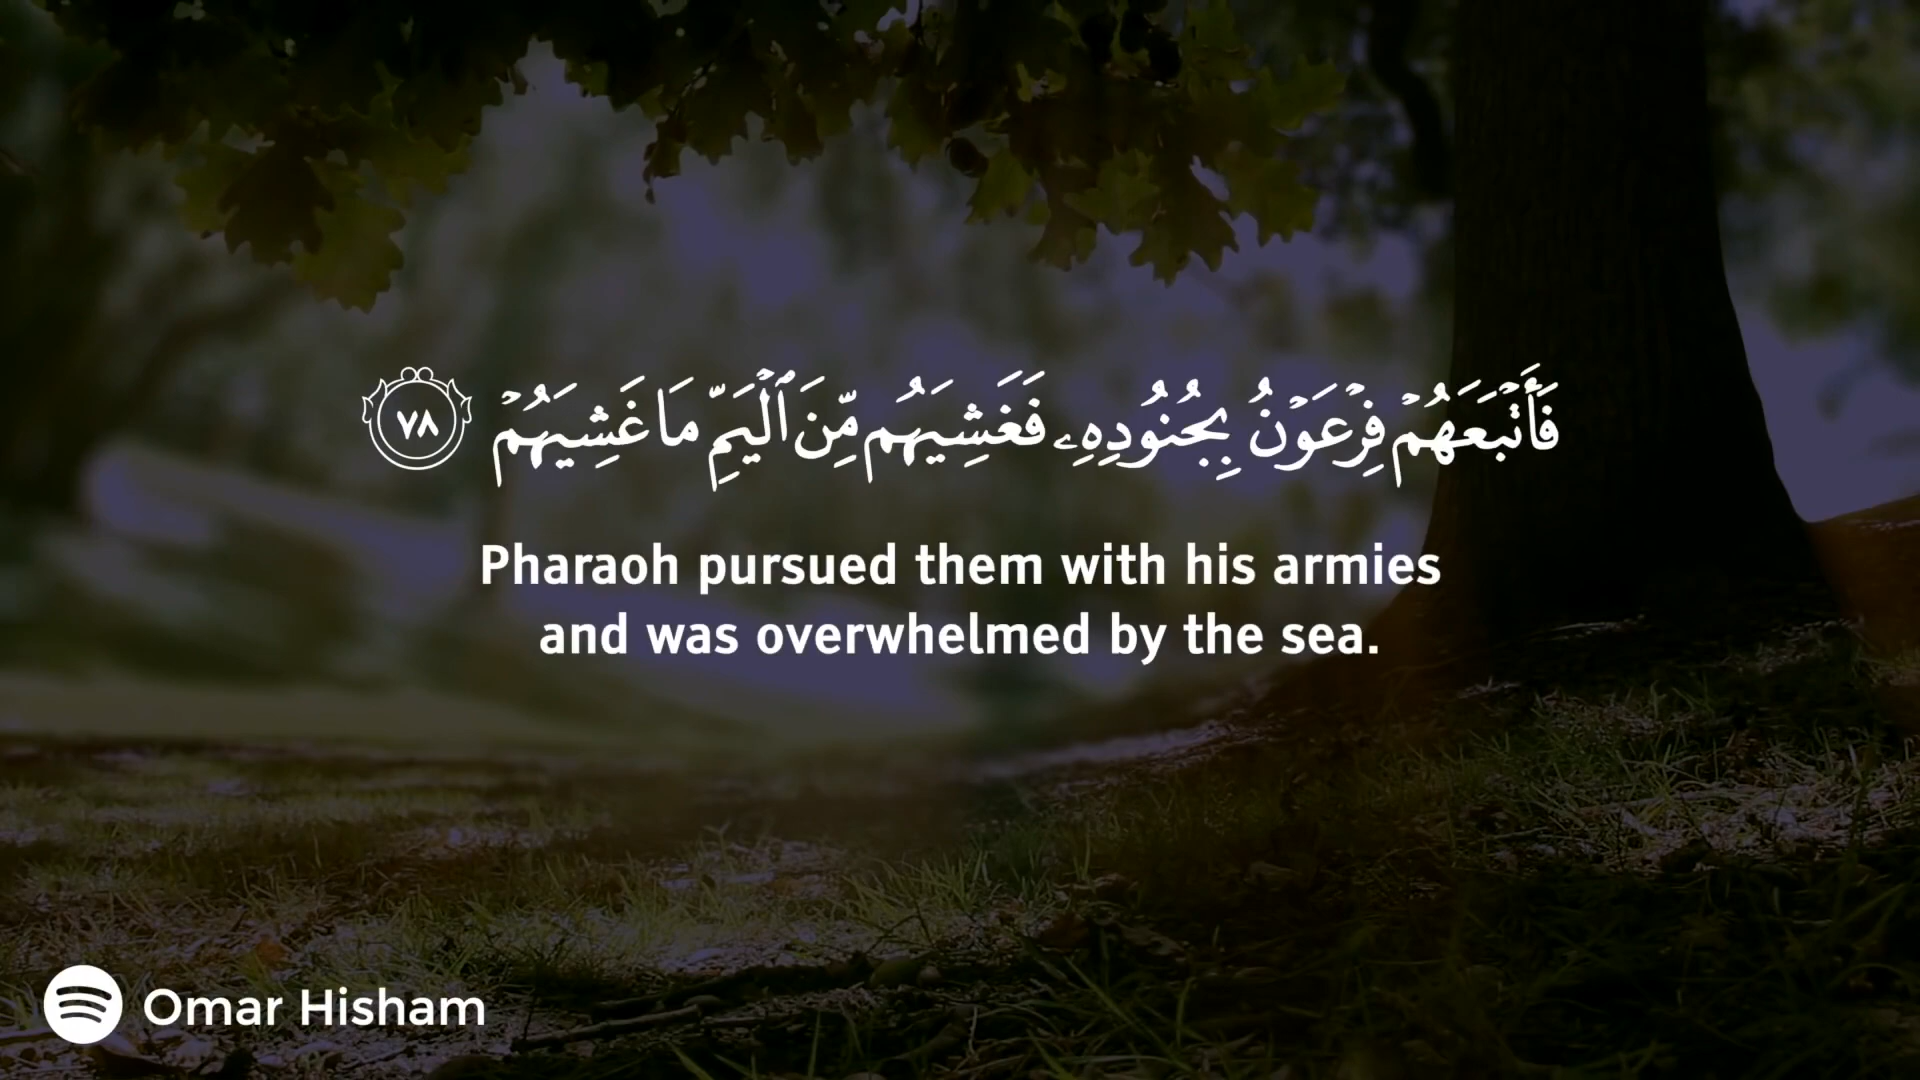 فَأَتْبَعَهُمْ فِرْعَوْنُ بِجُنُودِهِۦ فَغَشِيَهُم مِّنَ ٱلْيَمِّ مَا غَشِيَهُمْ ٧٨
Pharaoh pursued them with his armies
and was overwhelmed by the sea.
Omar Hisham